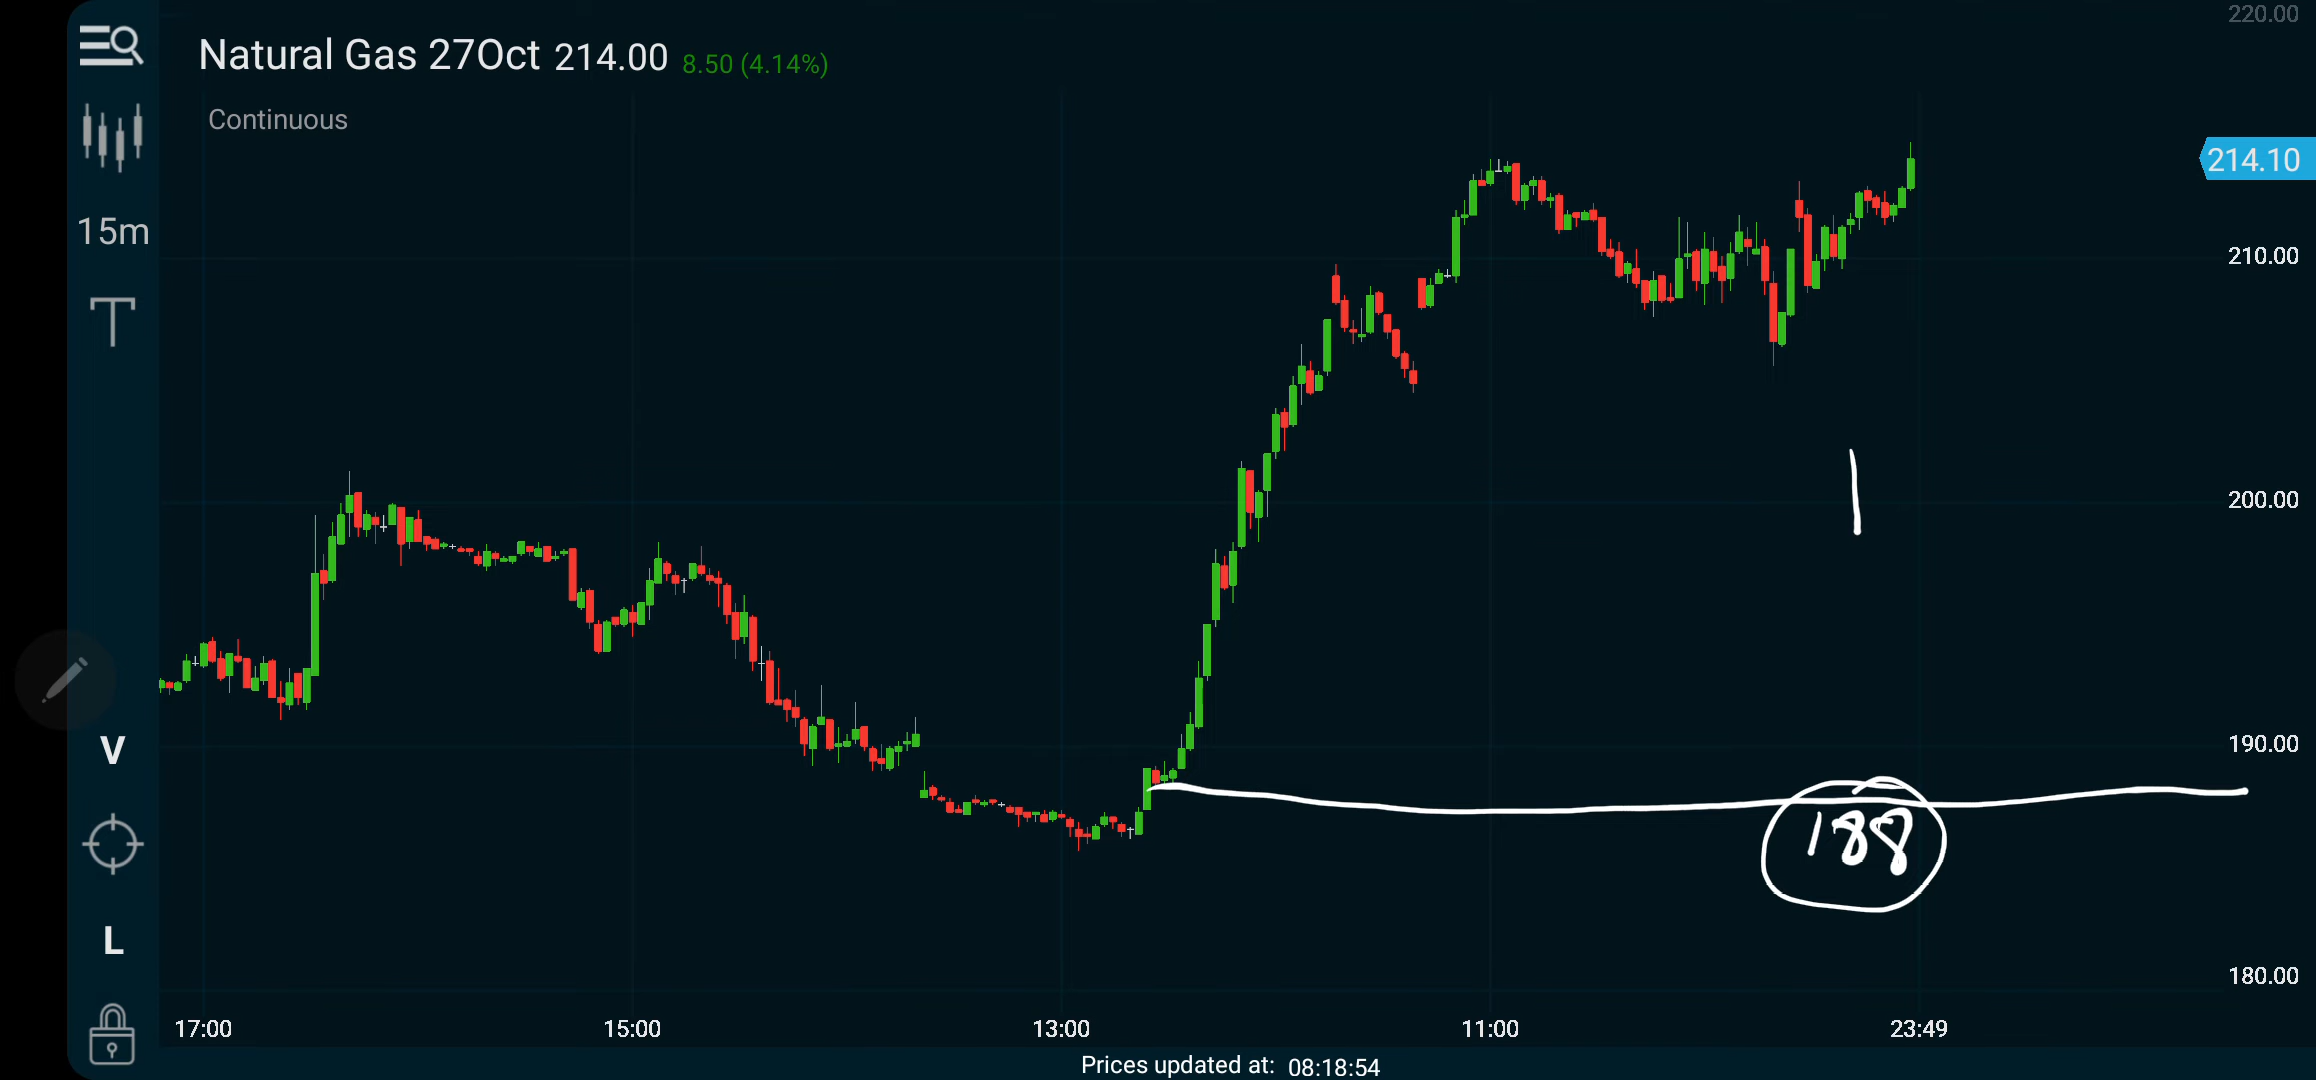 220.00
Natural Gas 27Oct 214.00 8.50 (4.14%)
Continuous
214.10
15m
210.00
T
200.00
V
190.00
188
L
180.00
17:00 15:00 13:00 11:00 23:49
Prices updated at: 08:18:54